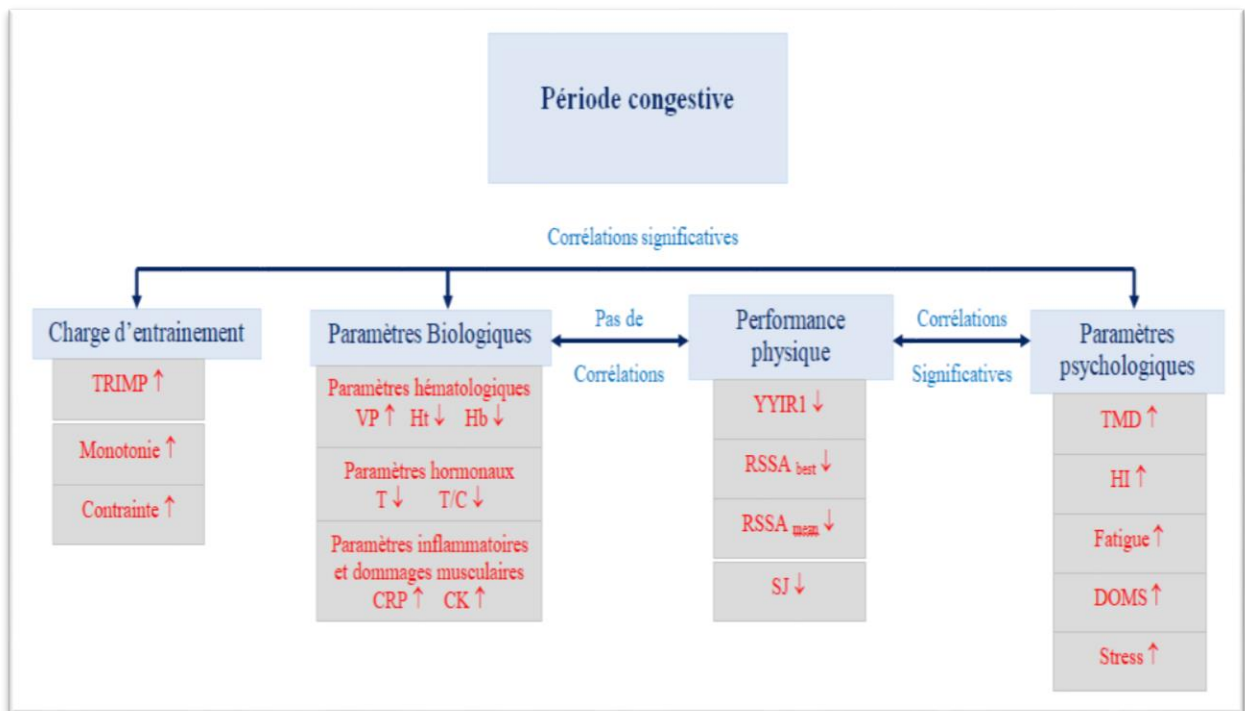 Période congestive
Corrélations significatives
Charge d’entrainement
TRIMP ↑
Monotonie ↑
Contrainte ↑
Paramètres Biologiques
Paramètres hématologiques
VP ↑ Ht ↓ Hb ↓
Paramètres hormonaux
T ↓ T/C ↓
Paramètres inflammatoires
et dommages musculaires
CRP ↑ CK ↑
Pas de
Corrélations
Performance
physique
YYIR1 ↓
RSSA best ↓
RSSA mean ↓
SJ ↓
Corrélations
Significatives
Paramètres
psychologiques
TMD ↑
HI ↑
Fatigue ↑
DOMS ↑
Stress ↑